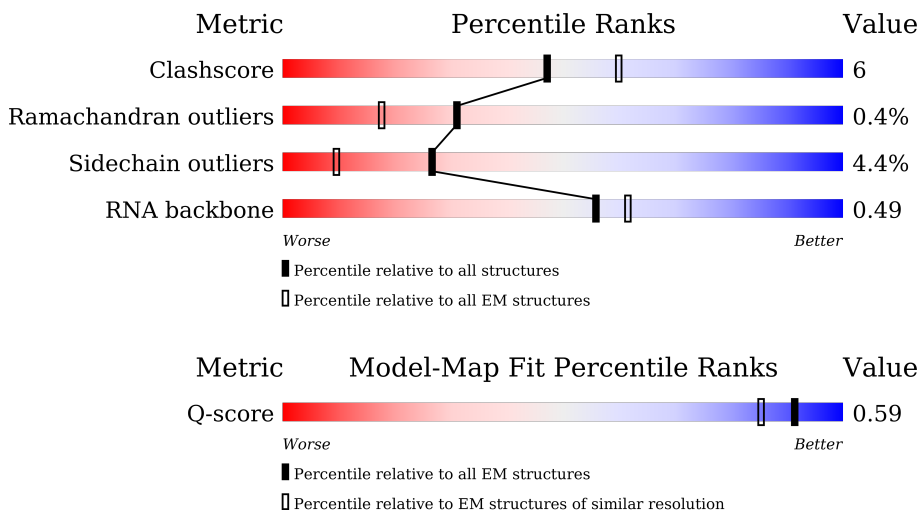 Metric Percentile Ranks Value
Clashscore 6
Ramachandran outliers 0.4%
Sidechain outliers 4.4%
RNA backbone 0.49
Worse Better
Percentile relative to all structures
Percentile relative to all EM structures
Metric Model-Map Fit Percentile Ranks Value
Q-score 0.59
Worse Better
Percentile relative to all EM structures
Percentile relative to EM structures of similar resolution